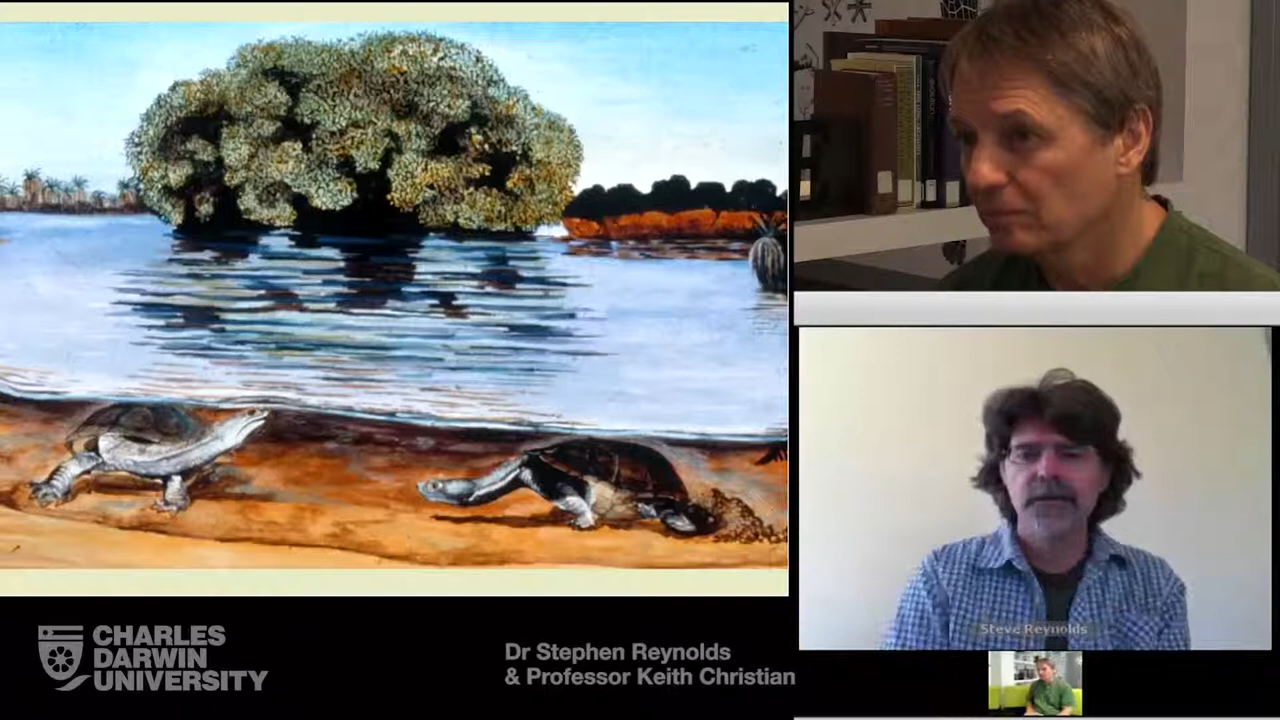 CHARLES
DARWIN
UNIVERSITY
Dr Stephen Reynolds
& Professor Keith Christian
Steve Reynolds